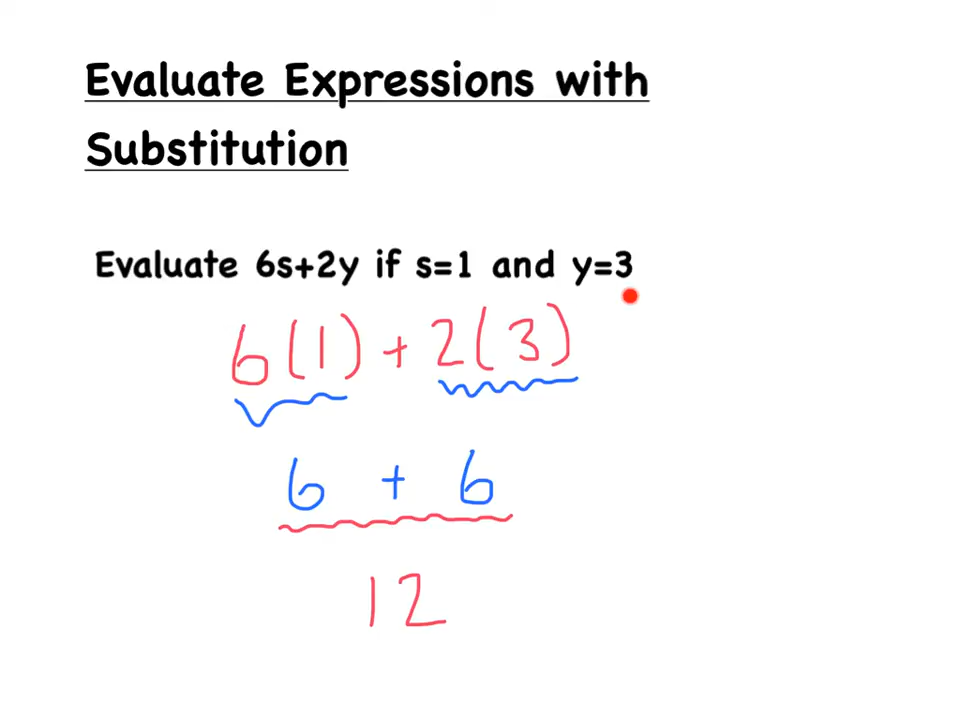 Evaluate Expressions with
Substitution
Evaluate 6s+2y if s=1 and y=3
6(1)+2(3)
6 + 6
12